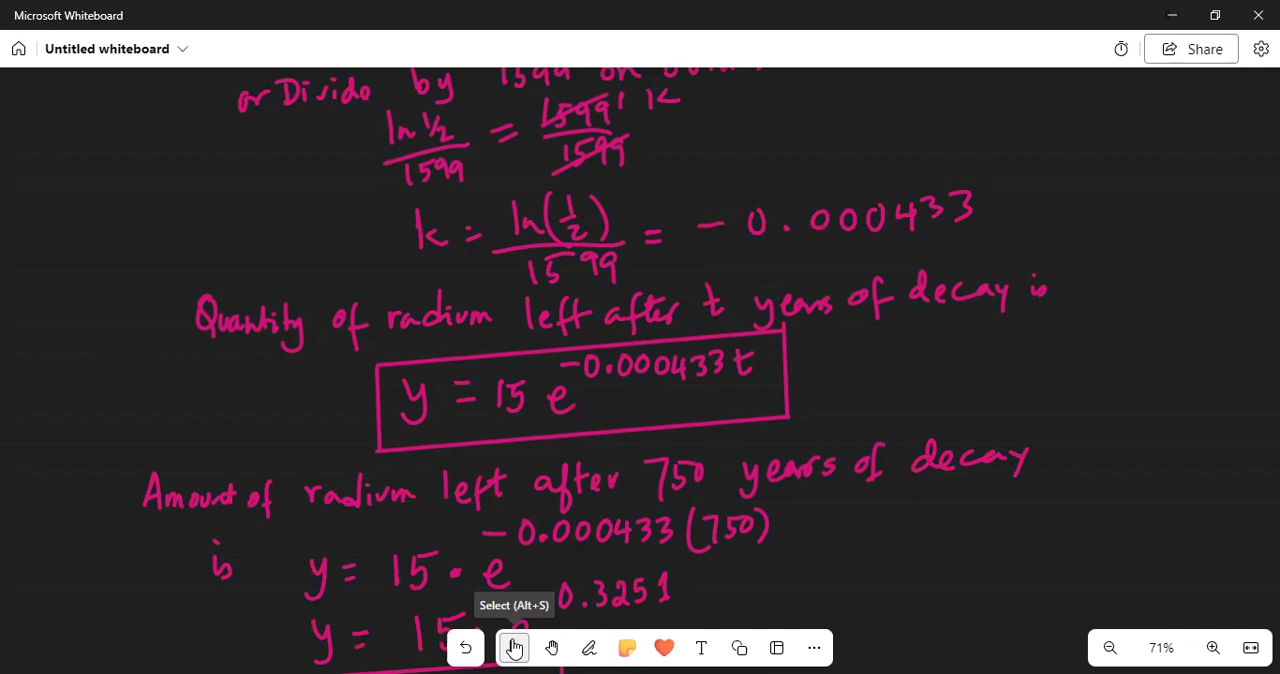 Microsoft Whiteboard
Untitled whiteboard
Share
or Divide by 1599 on
ln 1/2 / 1599 = 1599 k / 1599
k = ln(1/2) / 1599 = - 0.000433
Quantity of radium left after t years of decay is
y = 15 e^-0.000433t
Amount of radium left after 750 years of decay
is y = 15 · e^-0.000433(750)
Select (Alt+S)
y = 15 0.3251
71%